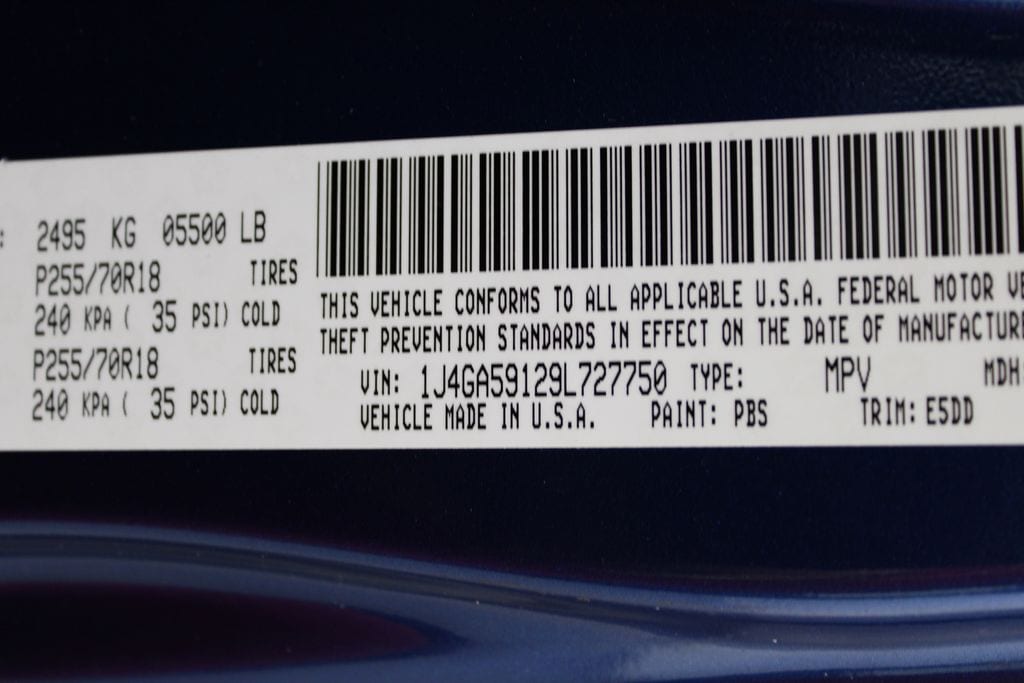 : 2495 KG 05500 LB
P255/70R18 TIRES
240 KPA ( 35 PSI) COLD
P255/70R18 TIRES
240 KPA ( 35 PSI) COLD
THIS VEHICLE CONFORMS TO ALL APPLICABLE U.S.A. FEDERAL MOTOR VE
THEFT PREVENTION STANDARDS IN EFFECT ON THE DATE OF MANUFACTURE
VIN: 1J4GA59129L727750 TYPE: MPV MDH
VEHICLE MADE IN U.S.A. PAINT: PBS TRIM: E5DD